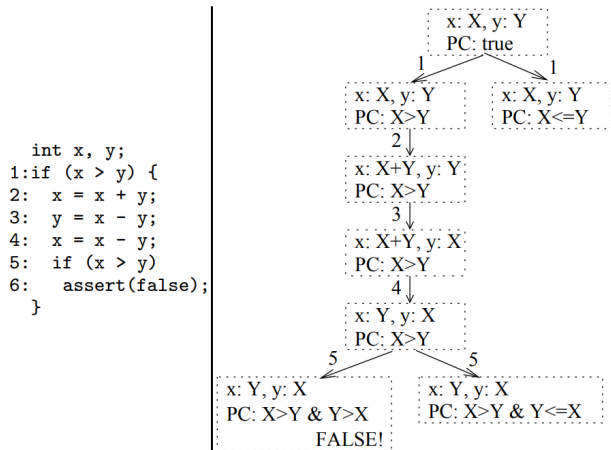 int x, y;
1:if (x > y) {
2: x = x + y;
3: y = x - y;
4: x = x - y;
5: if (x > y)
6: assert(false);
}
x: X, y: Y
PC: true
1
1
x: X, y: Y
PC: X>Y
x: X, y: Y
PC: X<=Y
2
x: X+Y, y: Y
PC: X>Y
3
x: X+Y, y: X
PC: X>Y
4
x: Y, y: X
PC: X>Y
5
5
x: Y, y: X
PC: X>Y & Y>X
FALSE!
x: Y, y: X
PC: X>Y & Y<=X